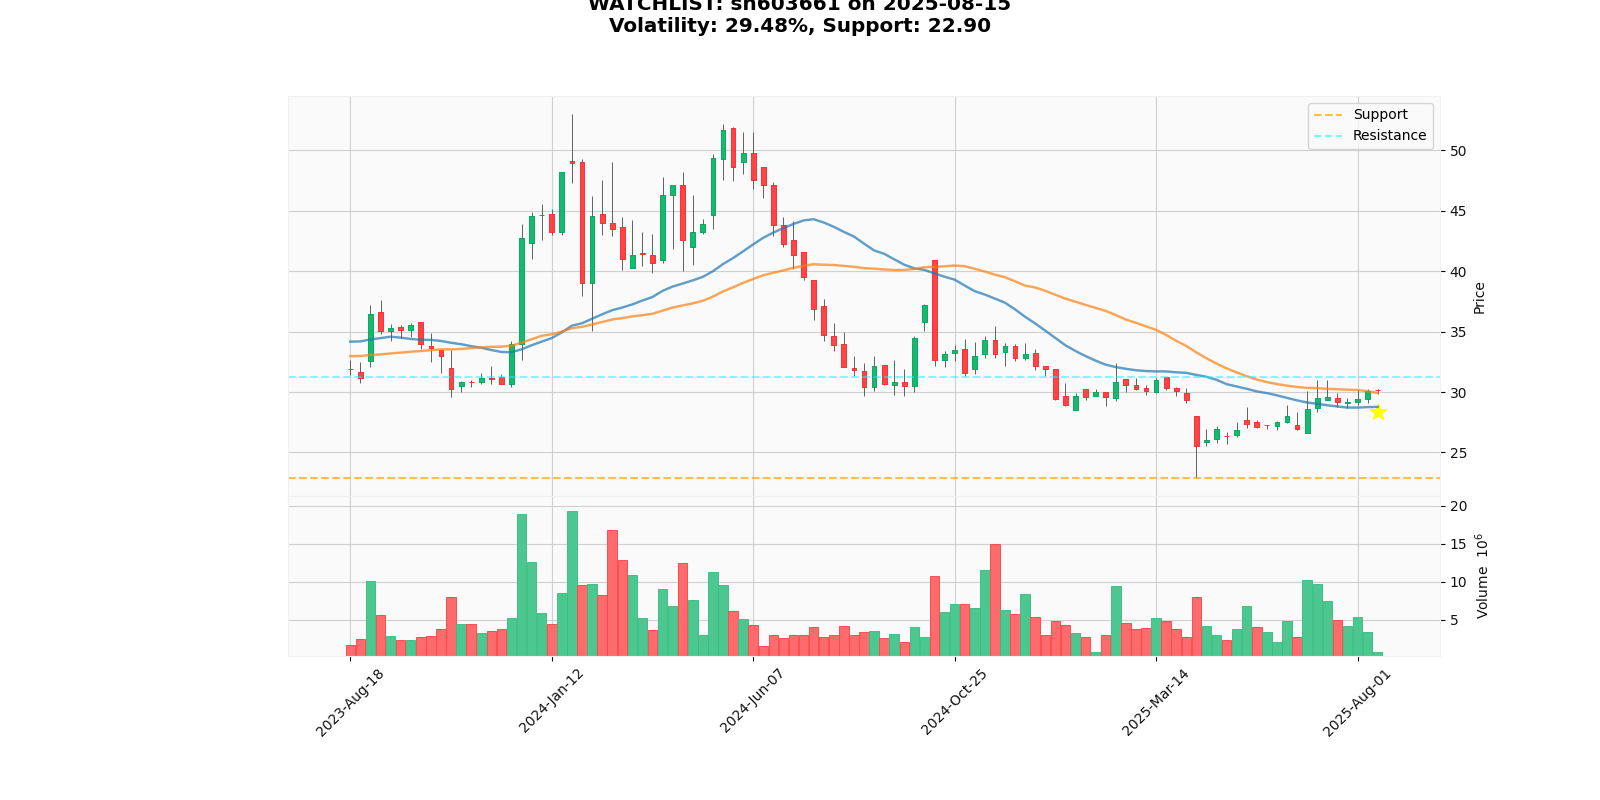 WATCHLIST: sh603661 on 2025-08-15
Volatility: 29.48%, Support: 22.90
Support
Resistance
50
45
40
35
30
25
Price
20
15
10
5
Volume 10^6
2023-Aug-18
2024-Jan-12
2024-Jun-07
2024-Oct-25
2025-Mar-14
2025-Aug-01